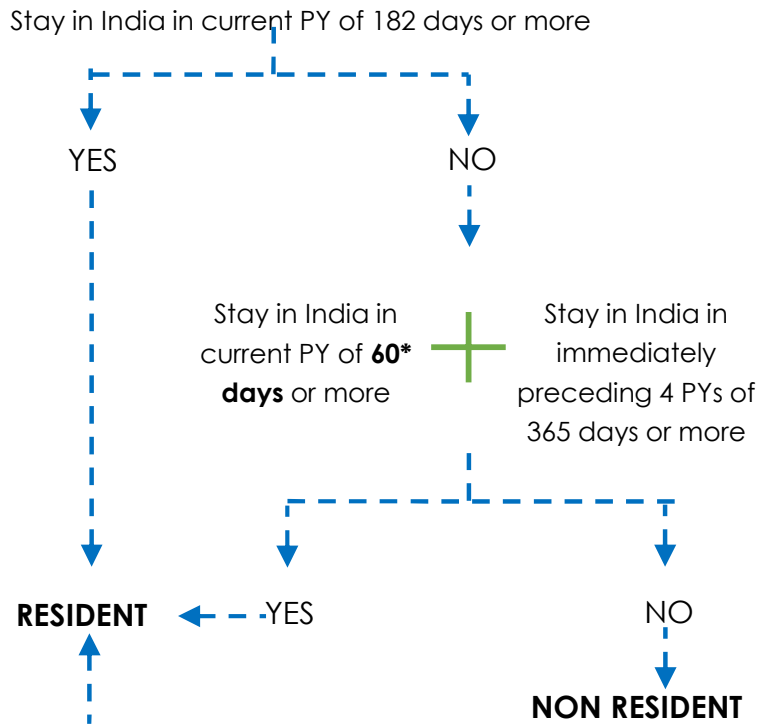 Stay in India in current PY of 182 days or more
YES
NO
Stay in India in
current PY of 60*
days or more
Stay in India in
immediately
preceding 4 PYs of
365 days or more
RESIDENT
YES
NO
NON RESIDENT